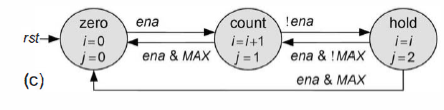 zero ena count !ena hold
rst i=0 i=i+1 i=i
j=0 ena & MAX j=1 ena & !MAX j=2
(c) ena & MAX